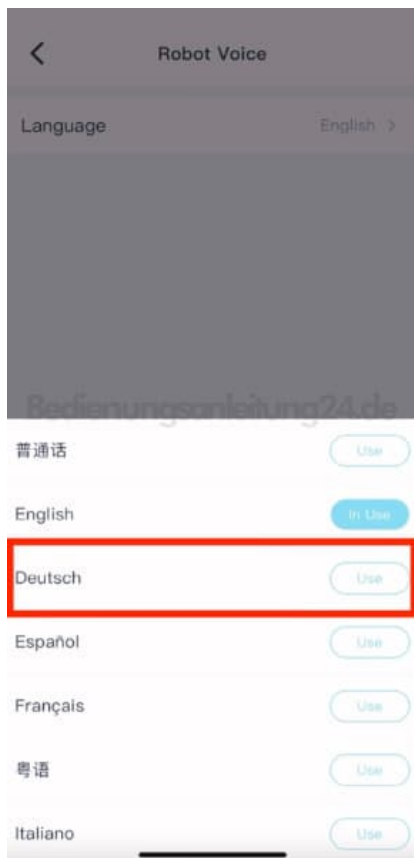 Robot Voice
Language English >
Bedienungsanleitung24.de
普通话 Use
English In Use
Deutsch Use
Español Use
Français Use
粤语 Use
Italiano Use